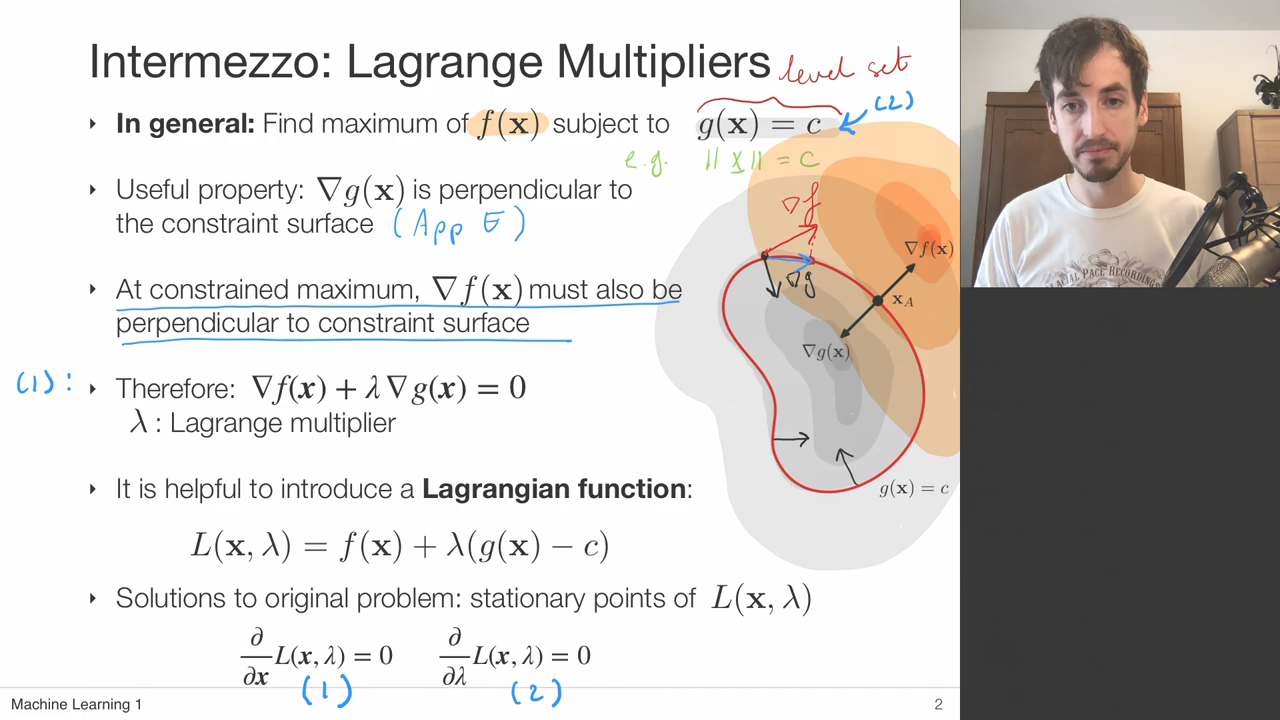 Intermezzo: Lagrange Multipliers
level set
‣ In general: Find maximum of f(x) subject to g(x) = c
(2)
e.g. ||x|| = c
‣ Useful property: ∇g(x) is perpendicular to
the constraint surface (App E)
‣ At constrained maximum, ∇f(x) must also be
perpendicular to constraint surface
(1): ‣ Therefore: ∇f(x) + λ∇g(x) = 0
λ : Lagrange multiplier
‣ It is helpful to introduce a Lagrangian function:
L(x, λ) = f(x) + λ(g(x) − c)
‣ Solutions to original problem: stationary points of L(x, λ)
∂/∂x L(x, λ) = 0 ∂/∂λ L(x, λ) = 0
(1) (2)
∇f
∇g
∇f(x)
x_A
∇g(x)
g(x) = c
PACE RECORDING
Machine Learning 1
2